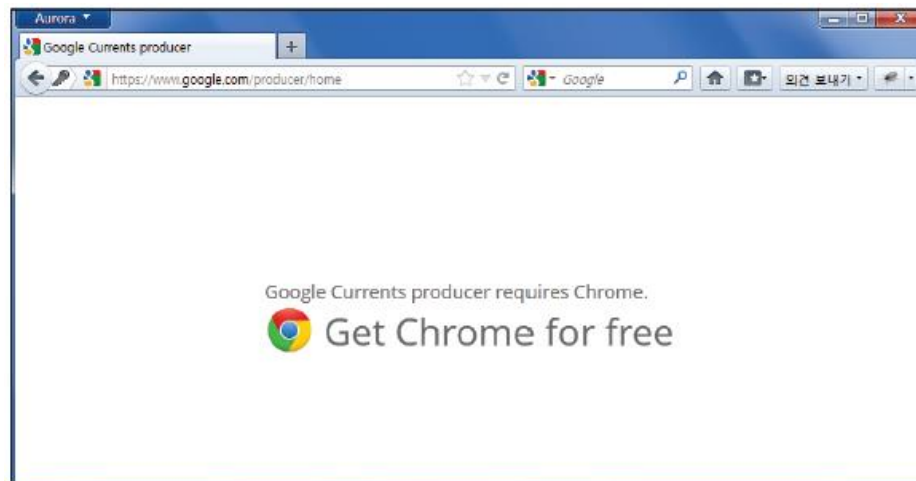 Aurora
Google Currents producer
https://www.google.com/producer/home
Google
의견 보내기
Google Currents producer requires Chrome.
Get Chrome for free